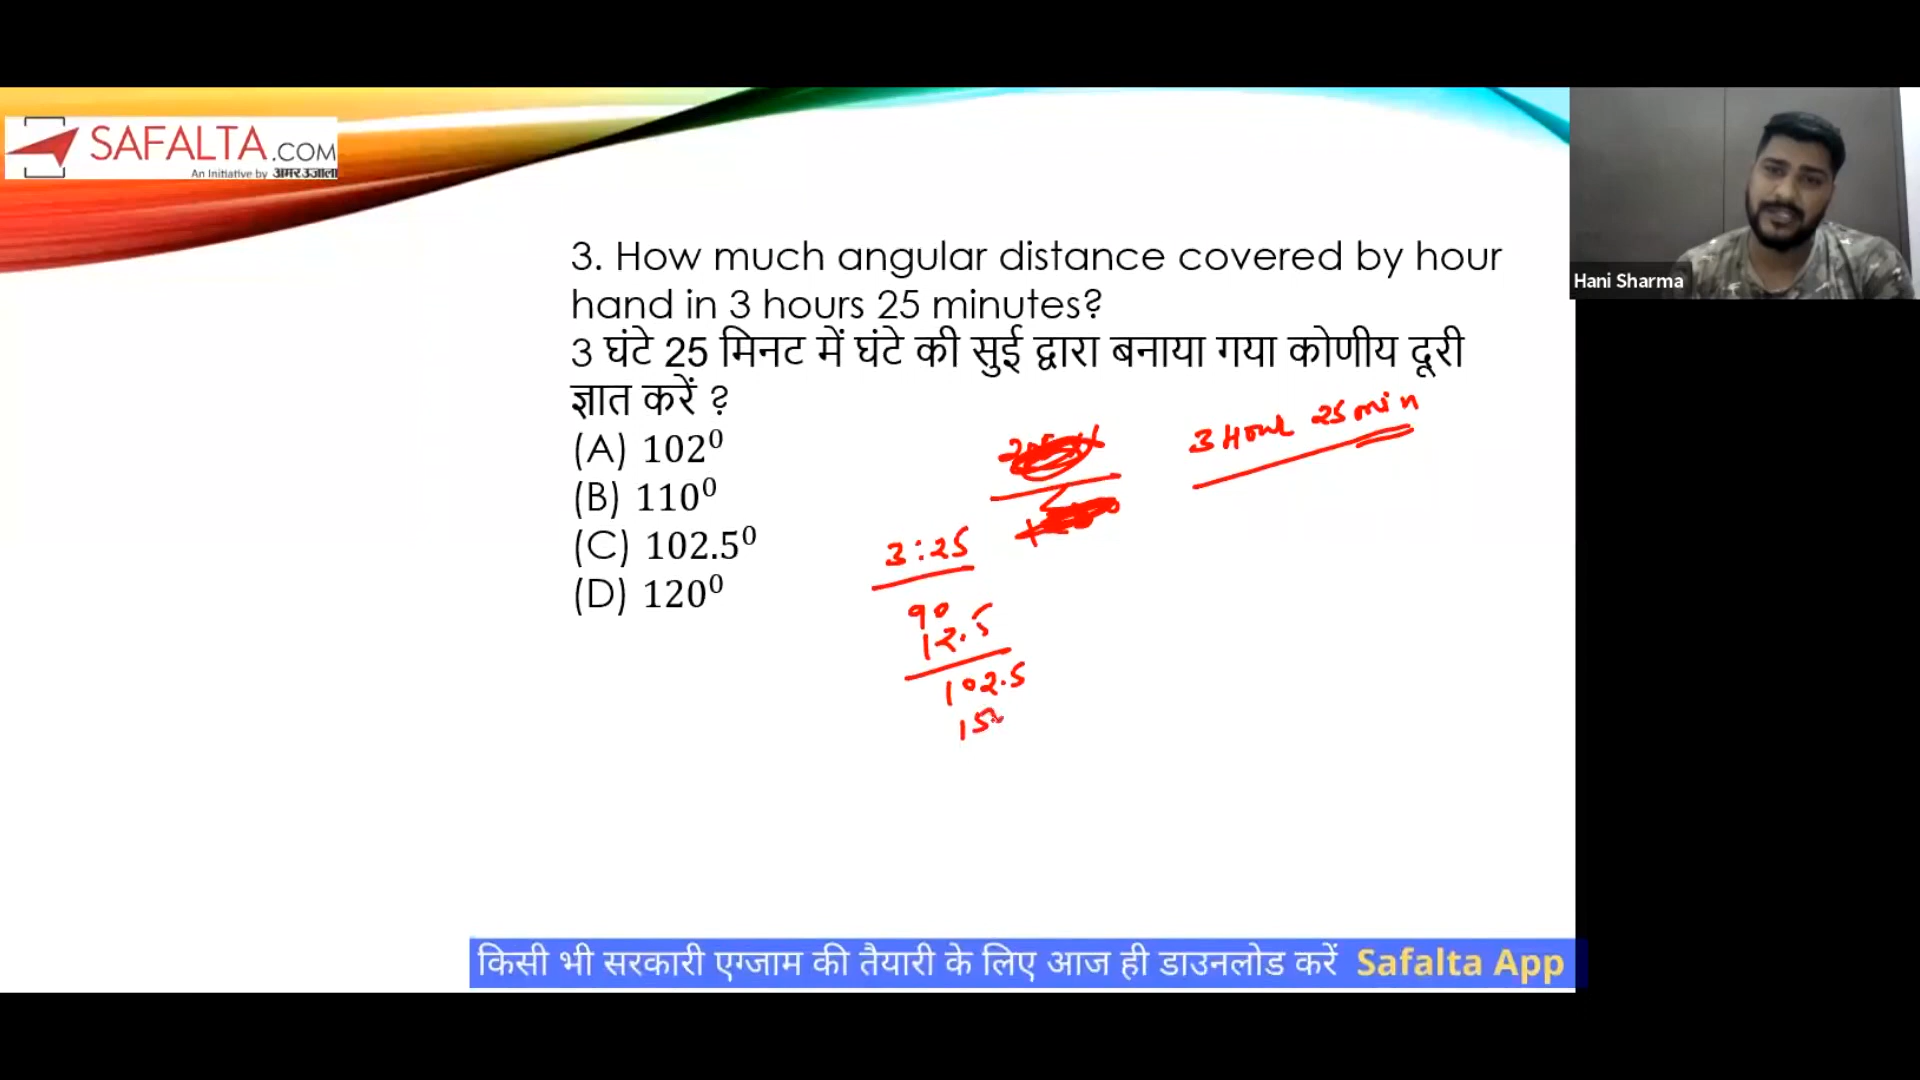 SAFALTA.COM
An Initiative by अमर उजाला
Hani Sharma
3. How much angular distance covered by hour
hand in 3 hours 25 minutes?
3 घंटे 25 मिनट में घंटे की सुई द्वारा बनाया गया कोणीय दूरी
ज्ञात करें ?
(A) 102⁰
(B) 110⁰
(C) 102.5⁰
(D) 120⁰
3 Hour 25 min
3:25
90
12.5
102.5
किसी भी सरकारी एग्जाम की तैयारी के लिए आज ही डाउनलोड करें Safalta App